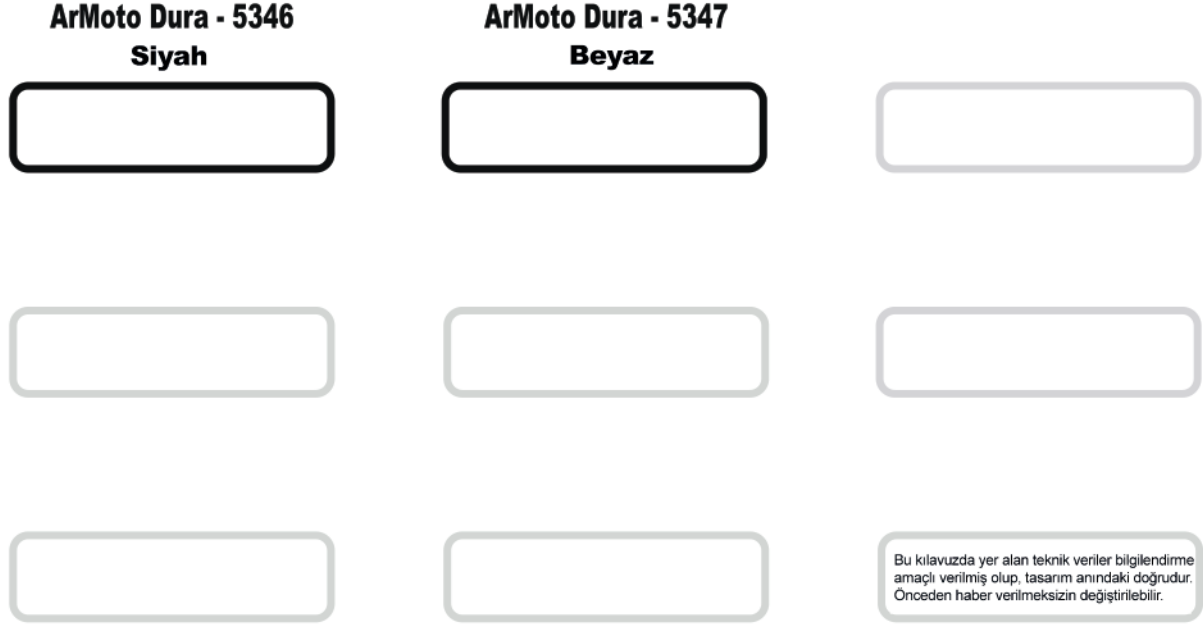 ArMoto Dura - 5346
Siyah
ArMoto Dura - 5347
Beyaz
Bu kılavuzda yer alan teknik veriler bilgilendirme
amaçlı verilmiş olup, tasarım anındaki doğrudur.
Önceden haber verilmeksizin değiştirilebilir.